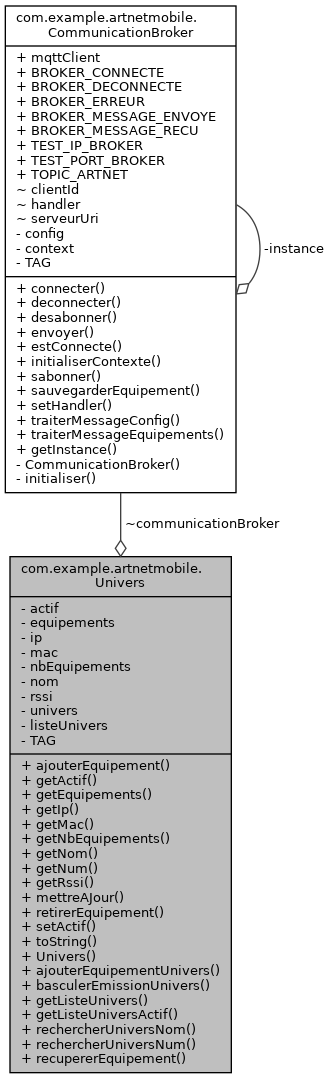 com.example.artnetmobile.
CommunicationBroker
+ mqttClient
+ BROKER_CONNECTE
+ BROKER_DECONNECTE
+ BROKER_ERREUR
+ BROKER_MESSAGE_ENVOYE
+ BROKER_MESSAGE_RECU
+ TEST_IP_BROKER
+ TEST_PORT_BROKER
+ TOPIC_ARTNET
~ clientId
~ handler
~ serveurUri
- config
- context
- TAG
-instance
+ connecter()
+ deconnecter()
+ desabonner()
+ envoyer()
+ estConnecte()
+ initialiserContexte()
+ sabonner()
+ sauvegarderEquipement()
+ setHandler()
+ traiterMessageConfig()
+ traiterMessageEquipements()
+ getInstance()
- CommunicationBroker()
- initialiser()
~communicationBroker
com.example.artnetmobile.
Univers
- actif
- equipements
- ip
- mac
- nbEquipements
- nom
- rssi
- univers
- listeUnivers
- TAG
+ ajouterEquipement()
+ getActif()
+ getEquipements()
+ getIp()
+ getMac()
+ getNbEquipements()
+ getNom()
+ getNum()
+ getRssi()
+ mettreAJour()
+ retirerEquipement()
+ setActif()
+ toString()
+ Univers()
+ ajouterEquipementUnivers()
+ basculerEmissionUnivers()
+ getListeUnivers()
+ getListeUniversActif()
+ rechercherUniversNom()
+ rechercherUniversNum()
+ recupererEquipement()